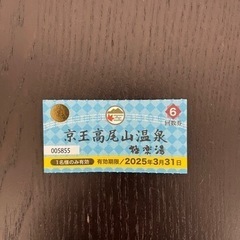 6
回数券
京王高尾山温泉
極楽湯
005855
1名様のみ有効
有効期限／2025年3月31日